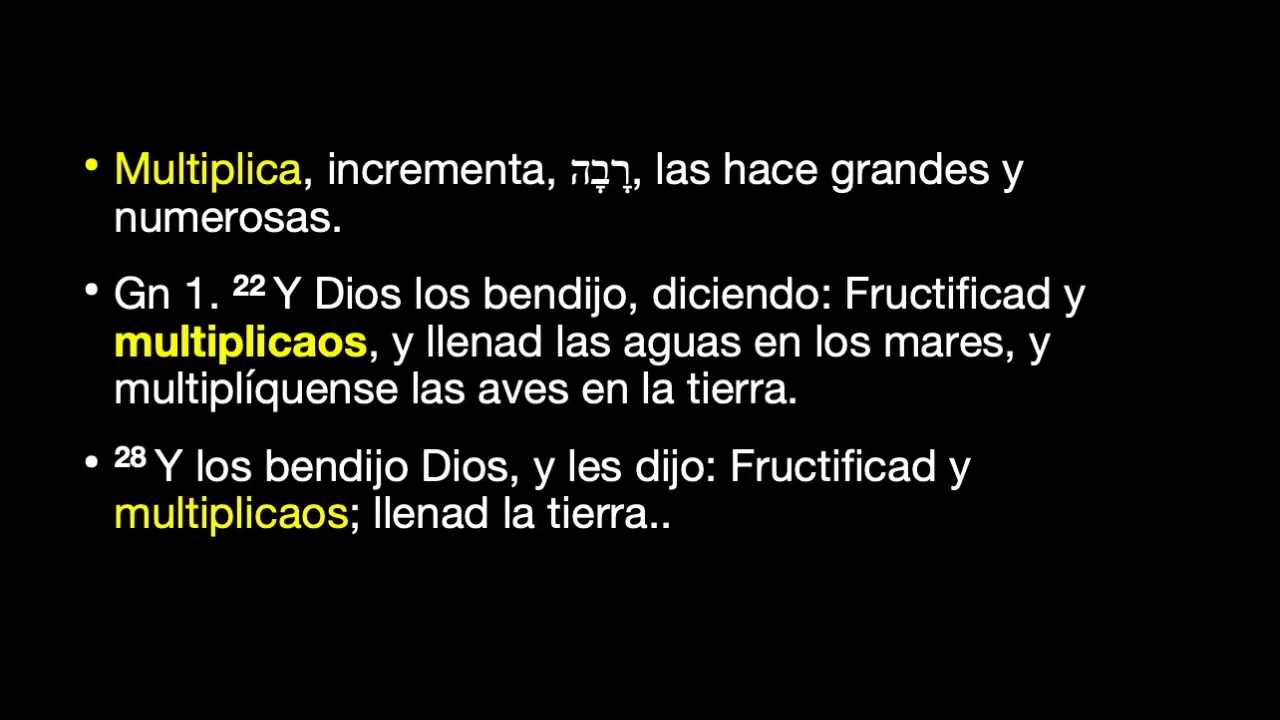 • Multiplica, incrementa, רָבָה, las hace grandes y
numerosas.
• Gn 1. 22 Y Dios los bendijo, diciendo: Fructificad y
multiplicaos, y llenad las aguas en los mares, y
multiplíquense las aves en la tierra.
• 28 Y los bendijo Dios, y les dijo: Fructificad y
multiplicaos; llenad la tierra..